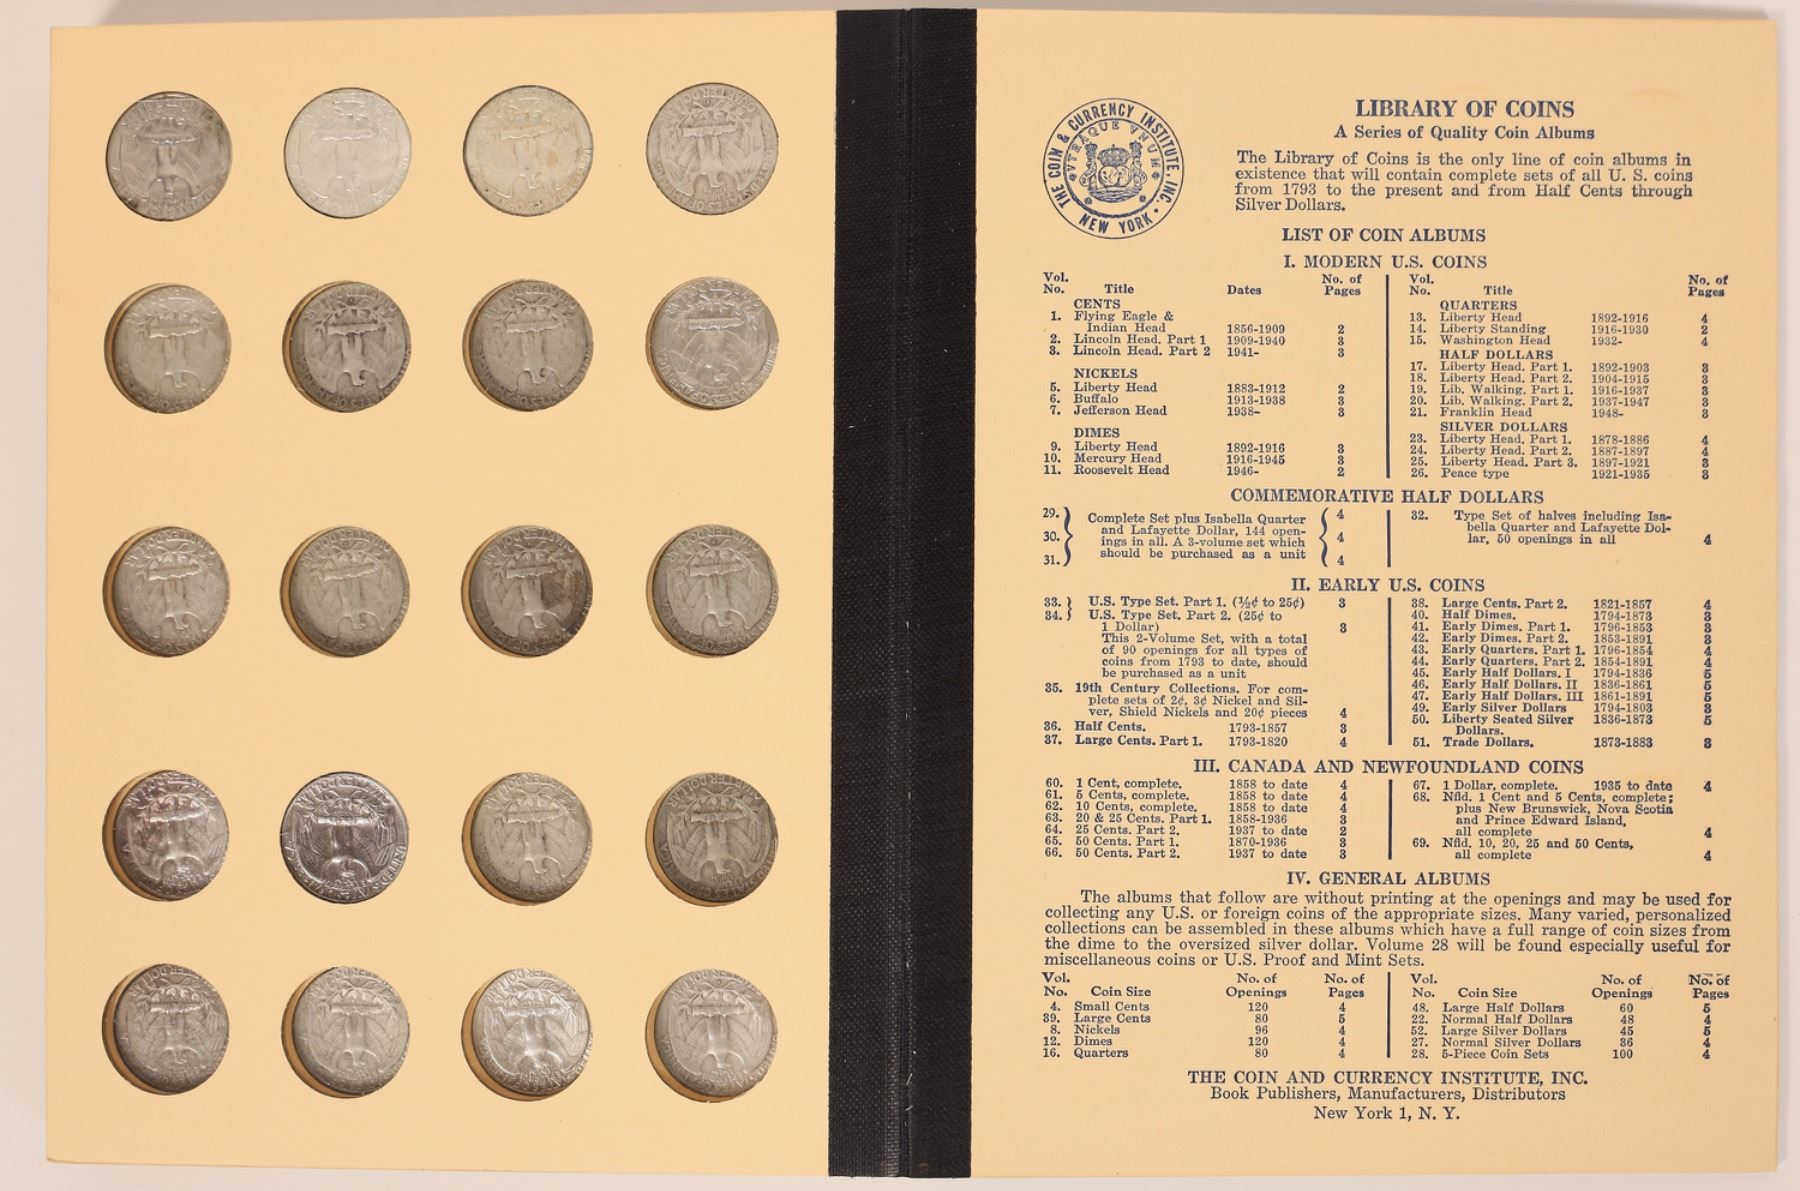 THE COIN & CURRENCY INSTITUTE, INC.
VTRAQUE VNUM
NEW YORK
LIBRARY OF COINS
A Series of Quality Coin Albums
The Library of Coins is the only line of coin albums in
existence that will contain complete sets of all U. S. coins
from 1793 to the present and from Half Cents through
Silver Dollars.
LIST OF COIN ALBUMS
I. MODERN U.S. COINS
Vol. No. Title Dates No. of Pages
CENTS
1. Flying Eagle &
Indian Head 1856-1909 2
2. Lincoln Head. Part 1 1909-1940 3
3. Lincoln Head. Part 2 1941- 3
NICKELS
5. Liberty Head 1883-1912 2
6. Buffalo 1913-1938 3
7. Jefferson Head 1938- 3
DIMES
9. Liberty Head 1892-1916 3
10. Mercury Head 1916-1945 3
11. Roosevelt Head 1946- 2
Vol. No. Title No. of Pages
QUARTERS
13. Liberty Head 1892-1916 4
14. Liberty Standing 1916-1930 2
15. Washington Head 1932- 4
HALF DOLLARS
17. Liberty Head. Part 1. 1892-1903 3
18. Liberty Head. Part 2. 1904-1915 3
19. Lib. Walking. Part 1. 1916-1937 3
20. Lib. Walking. Part 2. 1937-1947 3
21. Franklin Head 1948- 3
SILVER DOLLARS
23. Liberty Head. Part 1. 1878-1886 4
24. Liberty Head. Part 2. 1887-1897 4
25. Liberty Head. Part 3. 1897-1921 3
26. Peace type 1921-1935 3
COMMEMORATIVE HALF DOLLARS
29. 30. 31. Complete Set plus Isabella Quarter 4
and Lafayette Dollar, 144 open-
ings in all. A 3-volume set which 4
should be purchased as a unit 4
32. Type Set of halves including Isa-
bella Quarter and Lafayette Dol-
lar, 50 openings in all 4
II. EARLY U.S. COINS
33. U.S. Type Set. Part 1. (½¢ to 25¢) 3
34. U.S. Type Set. Part 2. (25¢ to
1 Dollar) 3
This 2-Volume Set, with a total
of 90 openings for all types of
coins from 1793 to date, should
be purchased as a unit
35. 19th Century Collections. For com-
plete sets of 2¢, 3¢ Nickel and Sil-
ver, Shield Nickels and 20¢ pieces 4
36. Half Cents. 1793-1857 3
37. Large Cents. Part 1. 1793-1820 4
38. Large Cents. Part 2. 1821-1857 4
40. Half Dimes. 1794-1873 3
41. Early Dimes. Part 1. 1796-1853 3
42. Early Dimes. Part 2. 1853-1891 3
43. Early Quarters. Part 1. 1796-1854 4
44. Early Quarters. Part 2. 1854-1891 4
45. Early Half Dollars. I 1794-1836 5
46. Early Half Dollars. II 1836-1861 5
47. Early Half Dollars. III 1861-1891 5
49. Early Silver Dollars 1794-1803 3
50. Liberty Seated Silver 1836-1873 5
Dollars.
51. Trade Dollars. 1873-1883 3
III. CANADA AND NEWFOUNDLAND COINS
60. 1 Cent, complete. 1858 to date 4
61. 5 Cents, complete. 1858 to date 4
62. 10 Cents, complete. 1858 to date 4
63. 20 & 25 Cents. Part 1. 1858-1936 3
64. 25 Cents. Part 2. 1937 to date 2
65. 50 Cents. Part 1. 1870-1936 3
66. 50 Cents. Part 2. 1937 to date 3
67. 1 Dollar, complete. 1935 to date 4
68. Nfld. 1 Cent and 5 Cents, complete;
plus New Brunswick, Nova Scotia
and Prince Edward Island,
all complete 4
69. Nfld. 10, 20, 25 and 50 Cents,
all complete 4
IV. GENERAL ALBUMS
The albums that follow are without printing at the openings and may be used for
collecting any U.S. or foreign coins of the appropriate sizes. Many varied, personalized
collections can be assembled in these albums which have a full range of coin sizes from
the dime to the oversized silver dollar. Volume 28 will be found especially useful for
miscellaneous coins or U.S. Proof and Mint Sets.
Vol. No. Coin Size No. of Openings No. of Pages
4. Small Cents 120 4
39. Large Cents 80 5
8. Nickels 96 4
12. Dimes 120 4
16. Quarters 80 4
Vol. No. Coin Size No. of Openings No. of Pages
48. Large Half Dollars 60 5
22. Normal Half Dollars 48 4
52. Large Silver Dollars 45 5
27. Normal Silver Dollars 36 4
28. 5-Piece Coin Sets 100 4
THE COIN AND CURRENCY INSTITUTE, INC.
Book Publishers, Manufacturers, Distributors
New York 1, N. Y.